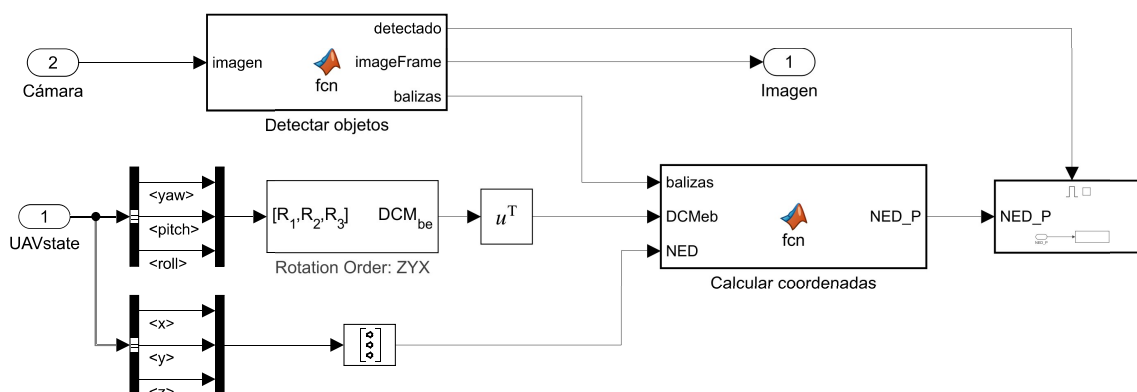 detectado
2
imagen
imageFrame
1
fcn
Cámara
Imagen
balizas
Detectar objetos
<yaw>
balizas
1
[R1,R2,R3]
DCMbe
uT
DCMeb
NED_P
NED_P
<pitch>
fcn
NED_P
UAVstate
<roll>
NED
Rotation Order: ZYX
Calcular coordenadas
<x>
<y>
<z>